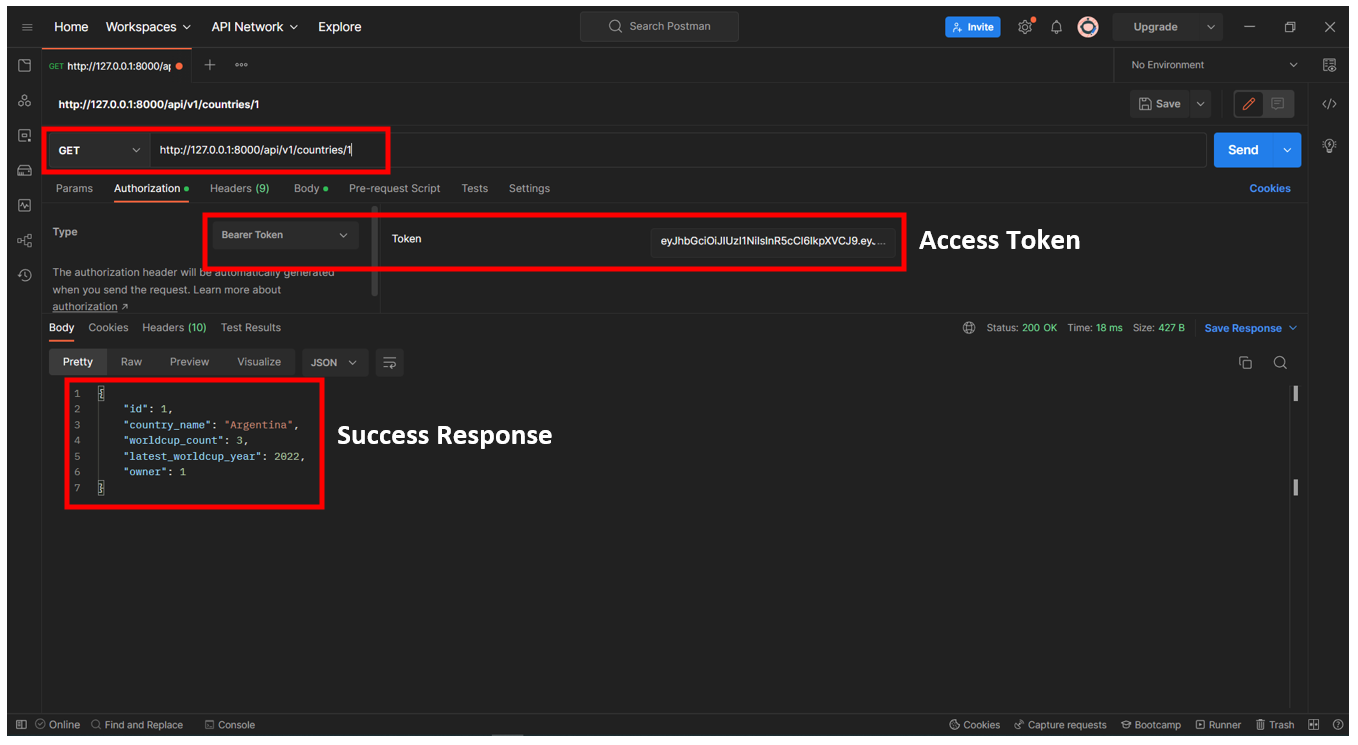 Home Workspaces API Network Explore Search Postman Invite Upgrade
GET http://127.0.0.1:8000/ap No Environment
http://127.0.0.1:8000/api/v1/countries/1 Save
GET http://127.0.0.1:8000/api/v1/countries/1 Send
Params Authorization Headers (9) Body Pre-request Script Tests Settings Cookies
Type Bearer Token Token eyJhbGciOiJIUzI1NiIsInR5cCI6IkpXVCJ9.ey... Access Token
The authorization header will be automatically generated
when you send the request. Learn more about
authorization ↗
Body Cookies Headers (10) Test Results Status: 200 OK Time: 18 ms Size: 427 B Save Response
Pretty Raw Preview Visualize JSON
1 {
2 "id": 1,
3 "country_name": "Argentina",
4 "worldcup_count": 3,
5 "latest_worldcup_year": 2022,
6 "owner": 1
7 }
Success Response
Online Find and Replace Console Cookies Capture requests Bootcamp Runner Trash